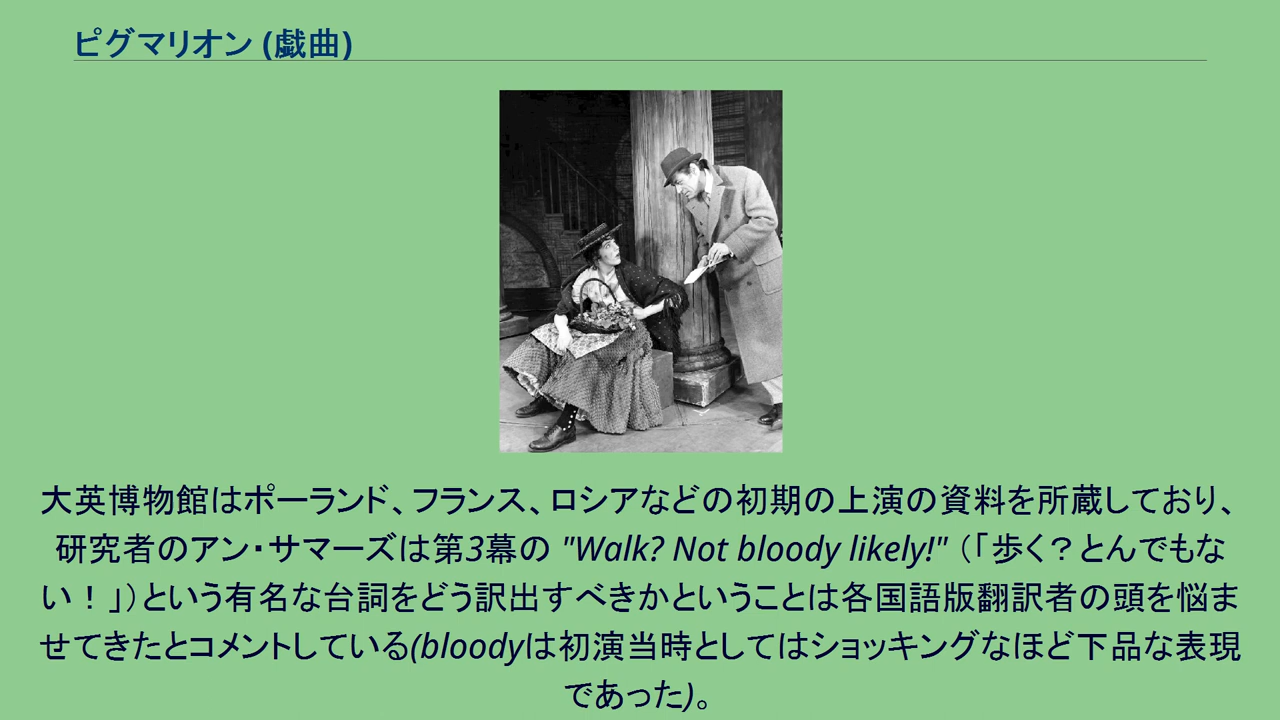 ピグマリオン (戯曲)
大英博物館はポーランド、フランス、ロシアなどの初期の上演の資料を所蔵しており、
研究者のアン・サマーズは第3幕の "Walk? Not bloody likely!"（「歩く？とんでもな
い！」）という有名な台詞をどう訳出すべきかということは各国語版翻訳者の頭を悩ま
せてきたとコメントしている(bloodyは初演当時としてはショッキングなほど下品な表現
であった)。